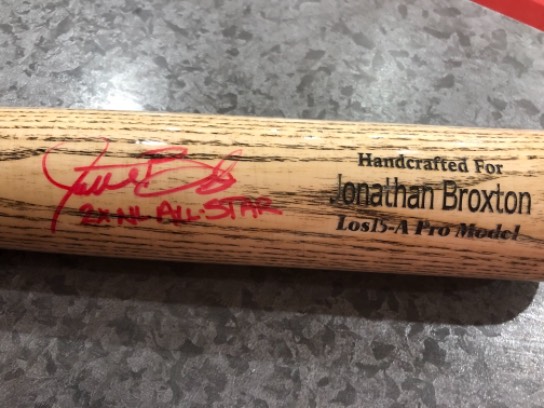 2x NL ALL-STAR
Handcrafted For
Jonathan Broxton
Los15-A Pro Model